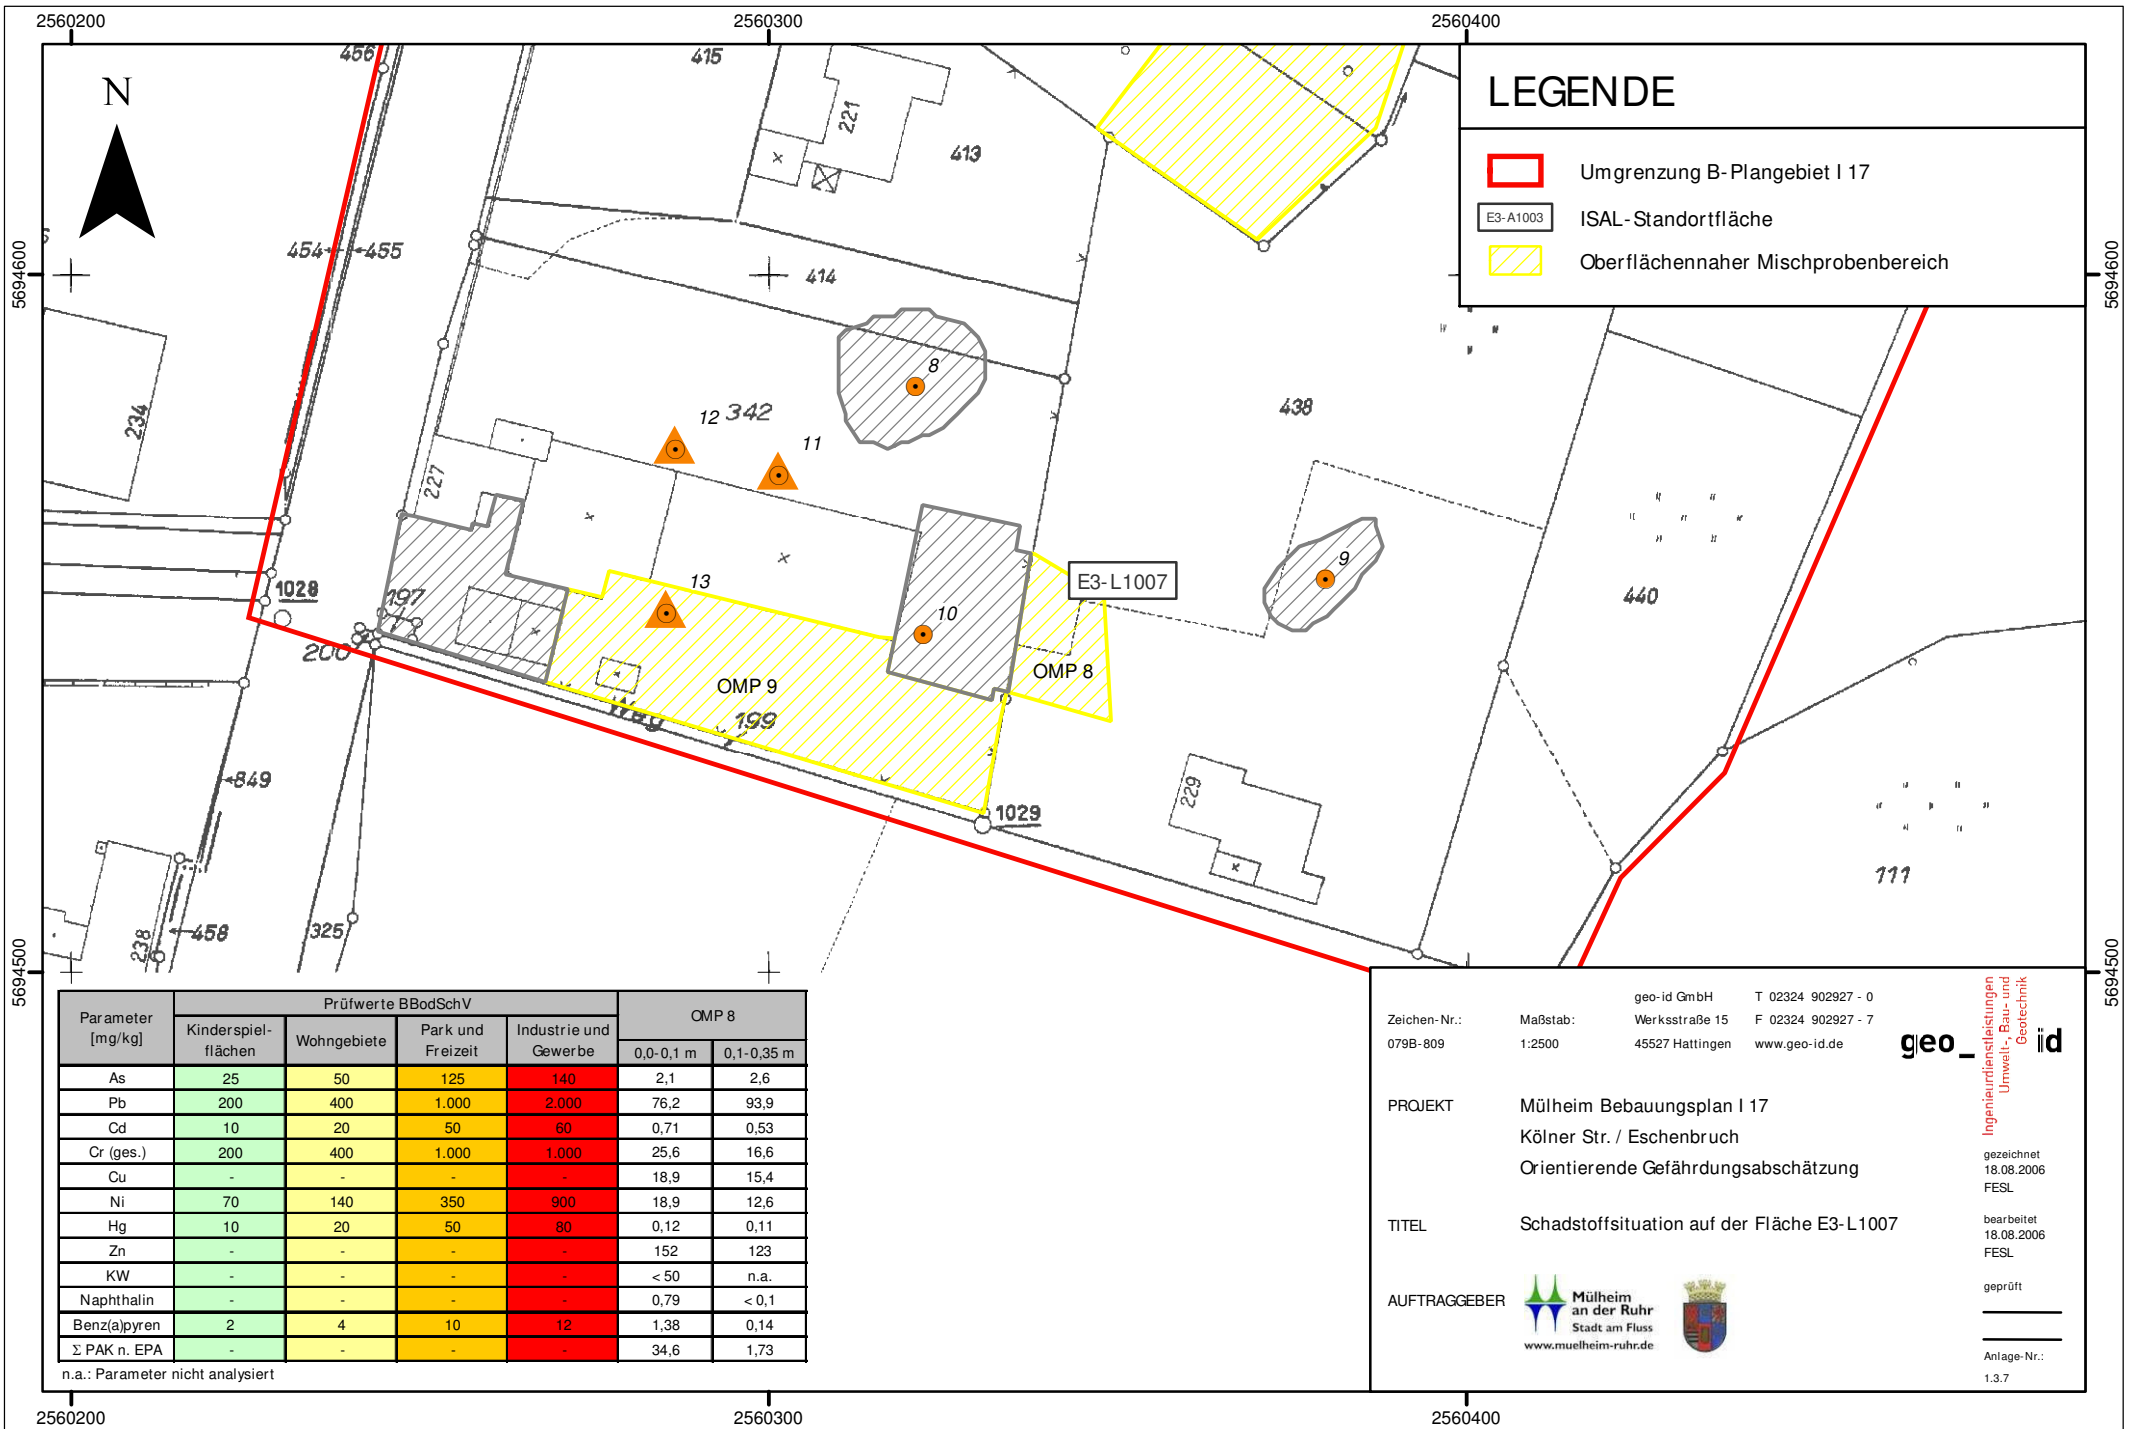 2560200 2560300 2560400
N
LEGENDE
Umgrenzung B-Plangebiet I 17
E3-A1003 ISAL-Standortfläche
Oberflächennaher Mischprobenbereich
5694600 5694600
5694500 5694500
456
415
221
413
454 455
414
234
8
12 342
11
438
227
9
E3-L1007
440
1028
197
13
10
200
OMP 9
OMP 8
Weg
199
849
1029
229
111
238
458
325
Parameter [mg/kg] Prüfwerte BBodSchV OMP 8
Kinderspiel-flächen Wohngebiete Park und Freizeit Industrie und Gewerbe 0,0-0,1 m 0,1-0,35 m
As 25 50 125 140 2,1 2,6
Pb 200 400 1.000 2.000 76,2 93,9
Cd 10 20 50 60 0,71 0,53
Cr (ges.) 200 400 1.000 1.000 25,6 16,6
Cu - - - - 18,9 15,4
Ni 70 140 350 900 18,9 12,6
Hg 10 20 50 80 0,12 0,11
Zn - - - - 152 123
KW - - - - < 50 n.a.
Naphthalin - - - - 0,79 < 0,1
Benz(a)pyren 2 4 10 12 1,38 0,14
Σ PAK n. EPA - - - - 34,6 1,73
n.a.: Parameter nicht analysiert
Zeichen-Nr.:
079B-809
Maßstab:
1:2500
geo-id GmbH T 02324 902927 - 0
Werksstraße 15 F 02324 902927 - 7
45527 Hattingen www.geo-id.de
geo_id
Ingenieurdienstleistungen
Umwelt-, Bau- und
Geotechnik
PROJEKT Mülheim Bebauungsplan I 17
Kölner Str. / Eschenbruch
Orientierende Gefährdungsabschätzung
TITEL Schadstoffsituation auf der Fläche E3-L1007
AUFTRAGGEBER
Mülheim
an der Ruhr
Stadt am Fluss
www.muelheim-ruhr.de
gezeichnet
18.08.2006
FESL
bearbeitet
18.08.2006
FESL
geprüft
Anlage-Nr.:
1.3.7
2560200 2560300 2560400